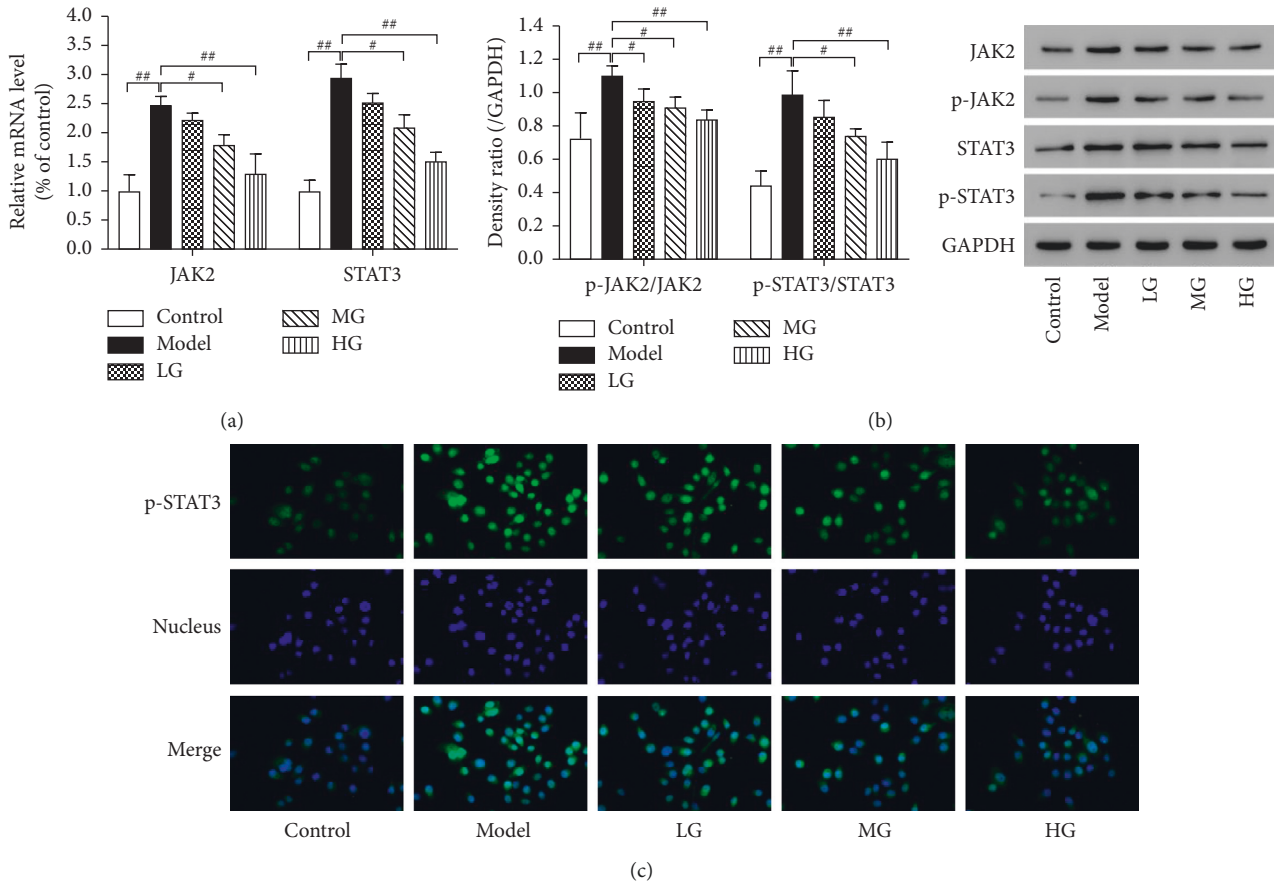 4.0
3.5
3.0
2.5
2.0
1.5
1.0
0.5
0.0
Relative mRNA level
(% of control)
## ## #
## ## #
JAK2 STAT3
Control MG
Model HG
LG
(a)
1.4
1.2
1.0
0.8
0.6
0.4
0.2
0.0
Density ratio (/GAPDH)
## # # ##
## # ##
p-JAK2/JAK2 p-STAT3/STAT3
Control MG
Model HG
LG
JAK2
p-JAK2
STAT3
p-STAT3
GAPDH
Control Model LG MG HG
(b)
p-STAT3
Nucleus
Merge
Control Model LG MG HG
(c)